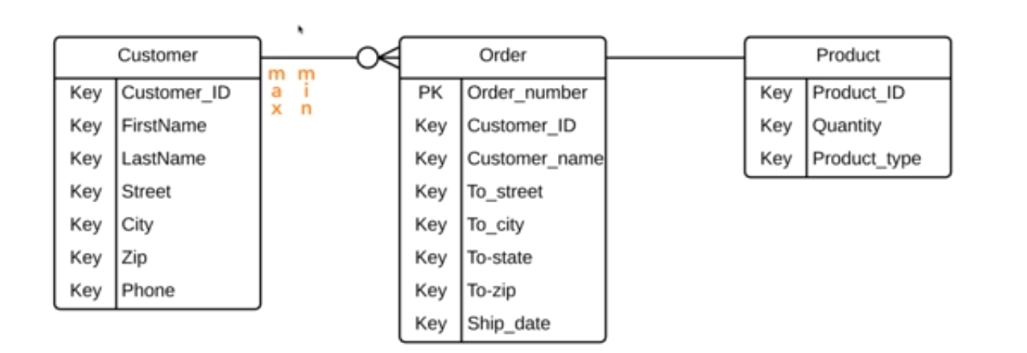 Customer
Key Customer_ID
Key FirstName
Key LastName
Key Street
Key City
Key Zip
Key Phone
max
min
Order
PK Order_number
Key Customer_ID
Key Customer_name
Key To_street
Key To_city
Key To-state
Key To-zip
Key Ship_date
Product
Key Product_ID
Key Quantity
Key Product_type